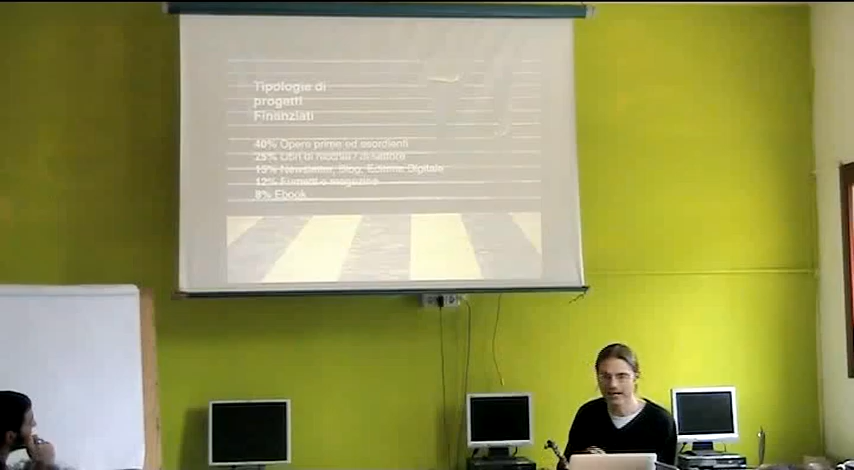 Tipologie di
progetti
Finanziati
40% Opere prime ed esordienti
25% Libri di nicchia / di settore
15% Newsletter, Blog, Editoria Digitale
12% Fumetti e magazine
8% Ebook